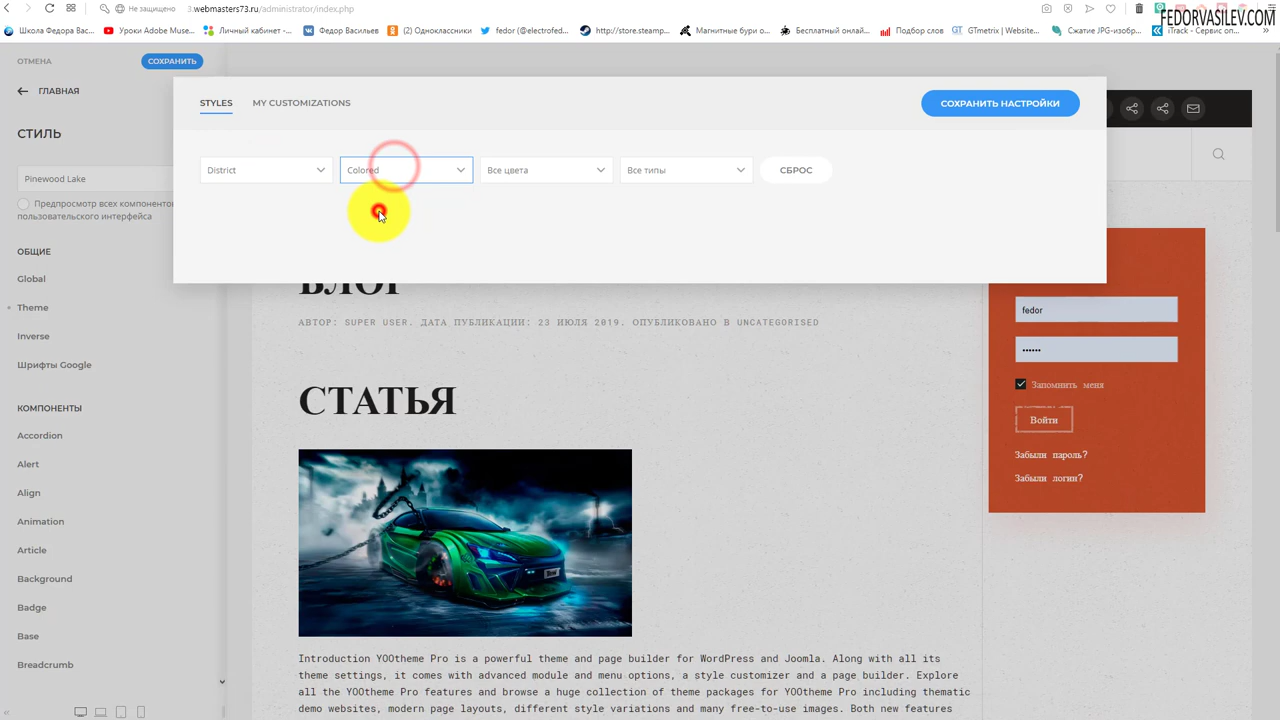 Не защищено
3.webmasters73.ru/administrator/index.php
FEDORVASILEV.COM
Школа Федора Вас...
Уроки Adobe Muse...
Личный кабинет -...
Федор Васильев
(2) Одноклассники
fedor (@electrofed...
http://store.steamp...
Магнитные бури о...
Бесплатный онлай...
Подбор слов
GTmetrix | Website...
Сжатие JPG-изобр...
iTrack - Сервис оп...
ОТМЕНА
СОХРАНИТЬ
ГЛАВНАЯ
СТИЛЬ
Pinewood Lake
Предпросмотр всех компонентов
пользовательского интерфейса
ОБЩИЕ
Global
Theme
Inverse
Шрифты Google
КОМПОНЕНТЫ
Accordion
Alert
Align
Animation
Article
Background
Badge
Base
Breadcrumb
STYLES
MY CUSTOMIZATIONS
СОХРАНИТЬ НАСТРОЙКИ
District
Colored
Все цвета
Все типы
СБРОС
БЛОГ
АВТОР: SUPER USER. ДАТА ПУБЛИКАЦИИ: 23 ИЮЛЯ 2019. ОПУБЛИКОВАНО В UNCATEGORISED
СТАТЬЯ
Introduction YOOtheme Pro is a powerful theme and page builder for WordPress and Joomla. Along with all its
theme settings, it comes with advanced module and menu options, a style customizer and a page builder. Explore
all the YOOtheme Pro features and browse a huge collection of theme packages for YOOtheme Pro including thematic
demo websites, modern page layouts, different style variations and many free-to-use images. Both new features
fedor
••••••
Запомнить меня
Войти
Забыли пароль?
Забыли логин?